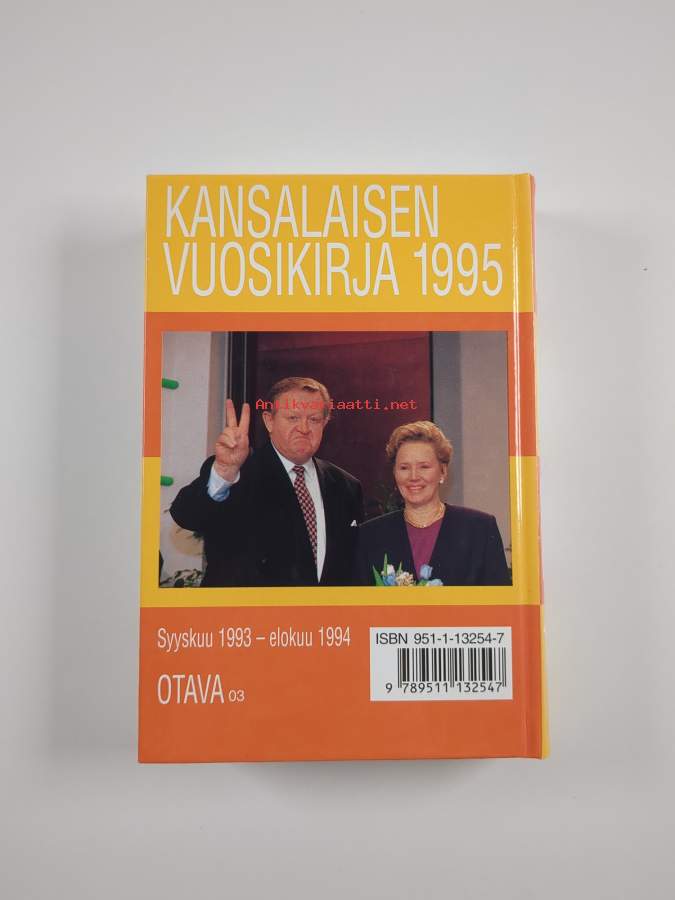 KANSALAISEN
VUOSIKIRJA 1995
Antikvariaatti.net
Syyskuu 1993 – elokuu 1994
ISBN 951-1-13254-7
OTAVA 03
9 789511 132547